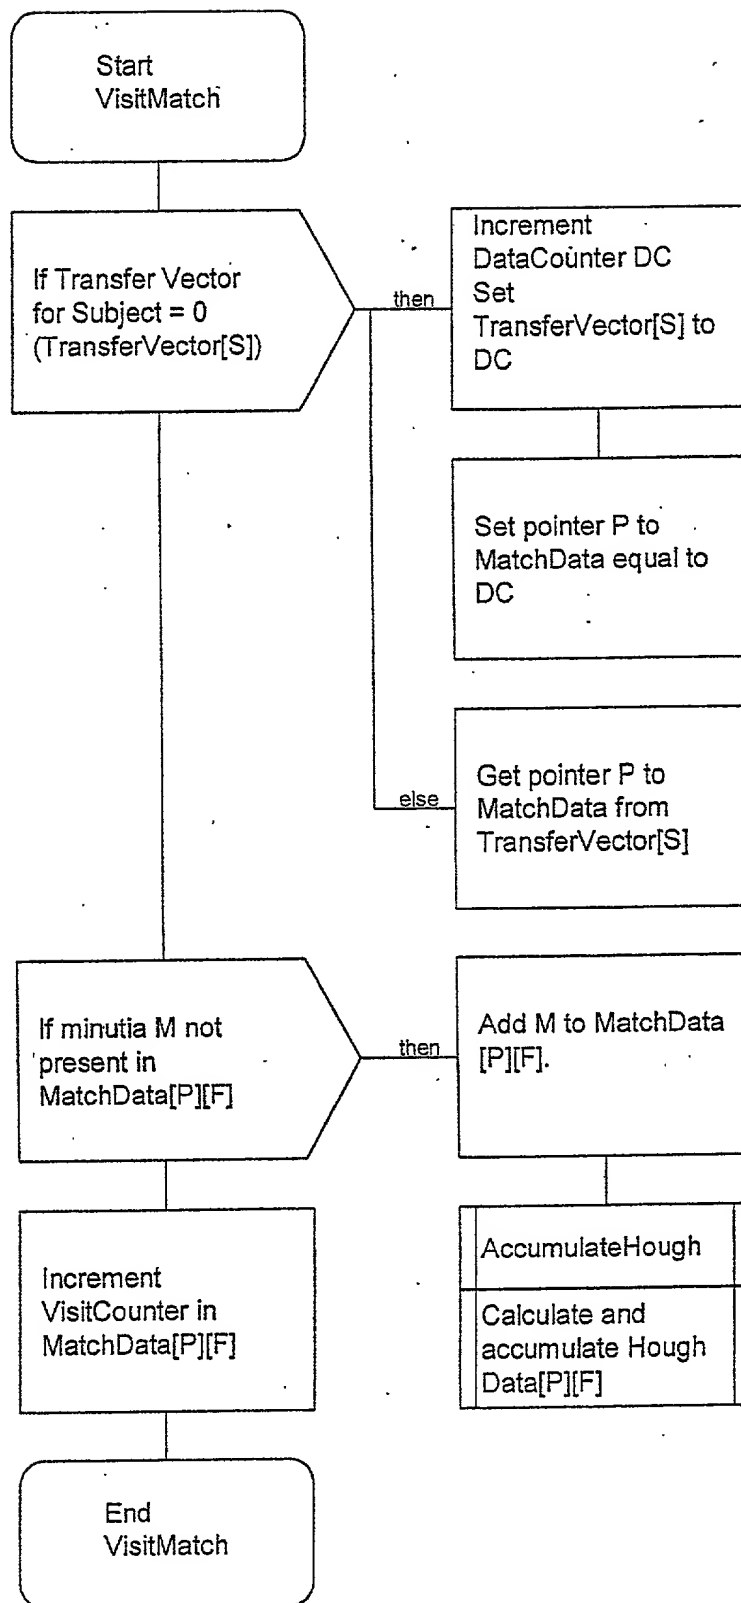 Start
VisitMatch
If Transfer Vector
for Subject = 0
(TransferVector[S])
then
Increment
DataCounter DC
Set
TransferVector[S] to
DC
Set pointer P to
MatchData equal to
DC
else
Get pointer P to
MatchData from
TransferVector[S]
If minutia M not
present in
MatchData[P][F]
then
Add M to MatchData
[P][F].
AccumulateHough
Calculate and
accumulate Hough
Data[P][F]
Increment
VisitCounter in
MatchData[P][F]
End
VisitMatch